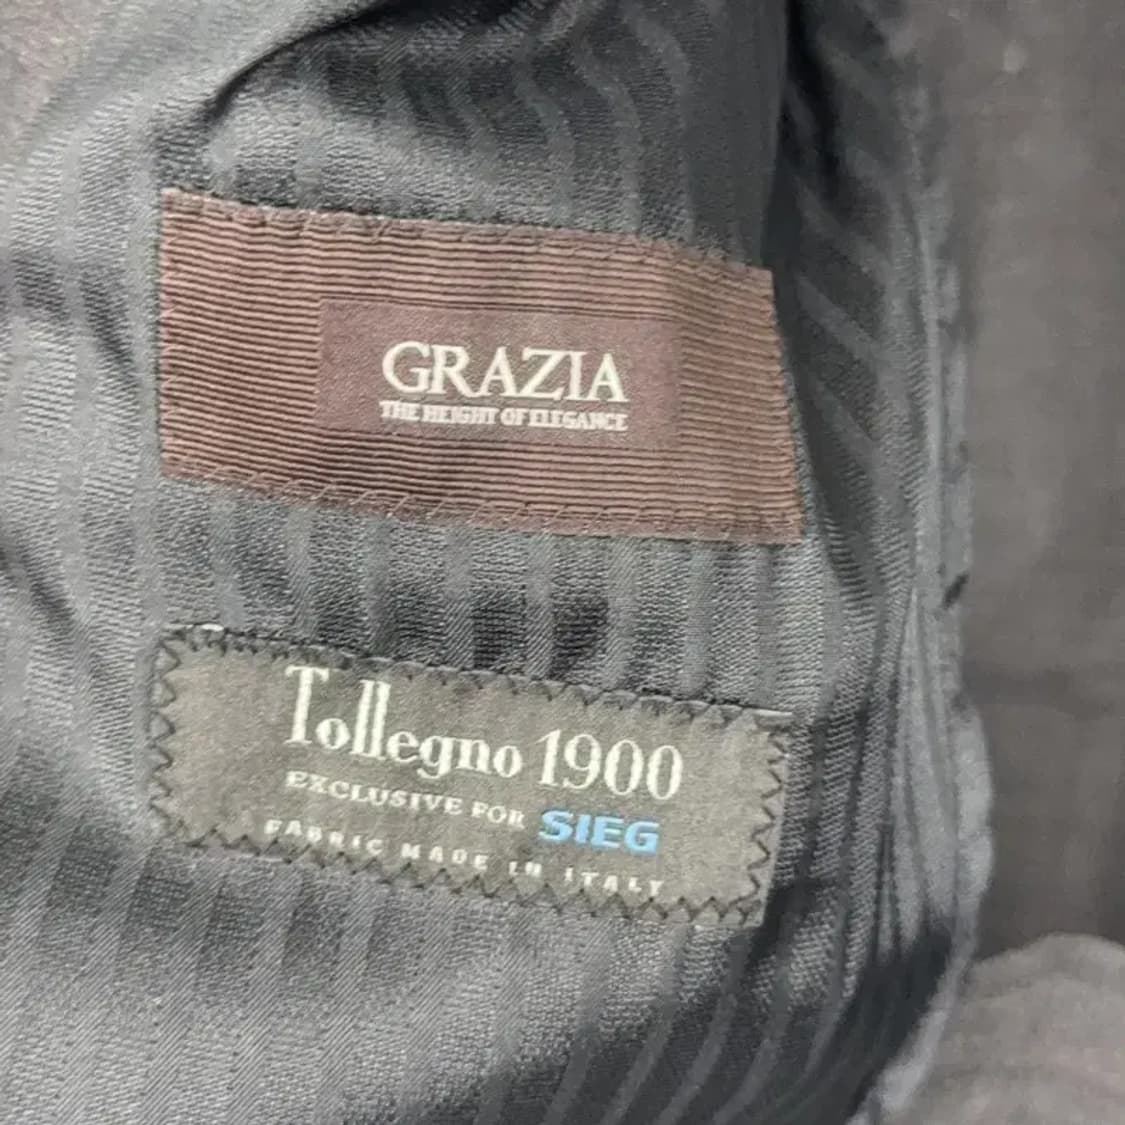 GRAZIA
THE HEIGHT OF ELEGANCE
Tollegno 1900
EXCLUSIVE FOR SIEG
FABRIC MADE IN ITALY